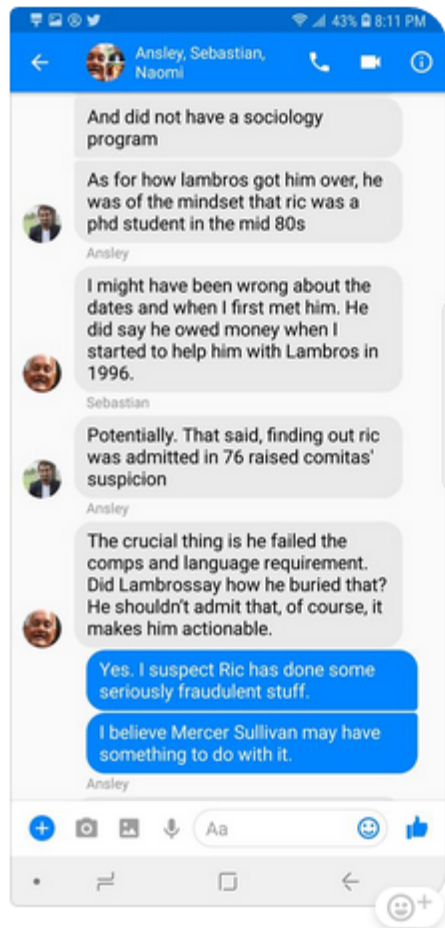 43% 8:11 PM
Ansley, Sebastian,
Naomi
And did not have a sociology
program
As for how lambros got him over, he
was of the mindset that ric was a
phd student in the mid 80s
Ansley
I might have been wrong about the
dates and when I first met him. He
did say he owed money when I
started to help him with Lambros in
1996.
Sebastian
Potentially. That said, finding out ric
was admitted in 76 raised comitas'
suspicion
Ansley
The crucial thing is he failed the
comps and language requirement.
Did Lambrossay how he buried that?
He shouldn't admit that, of course, it
makes him actionable.
Yes. I suspect Ric has done some
seriously fraudulent stuff.
I believe Mercer Sullivan may have
something to do with it.
Ansley
Aa